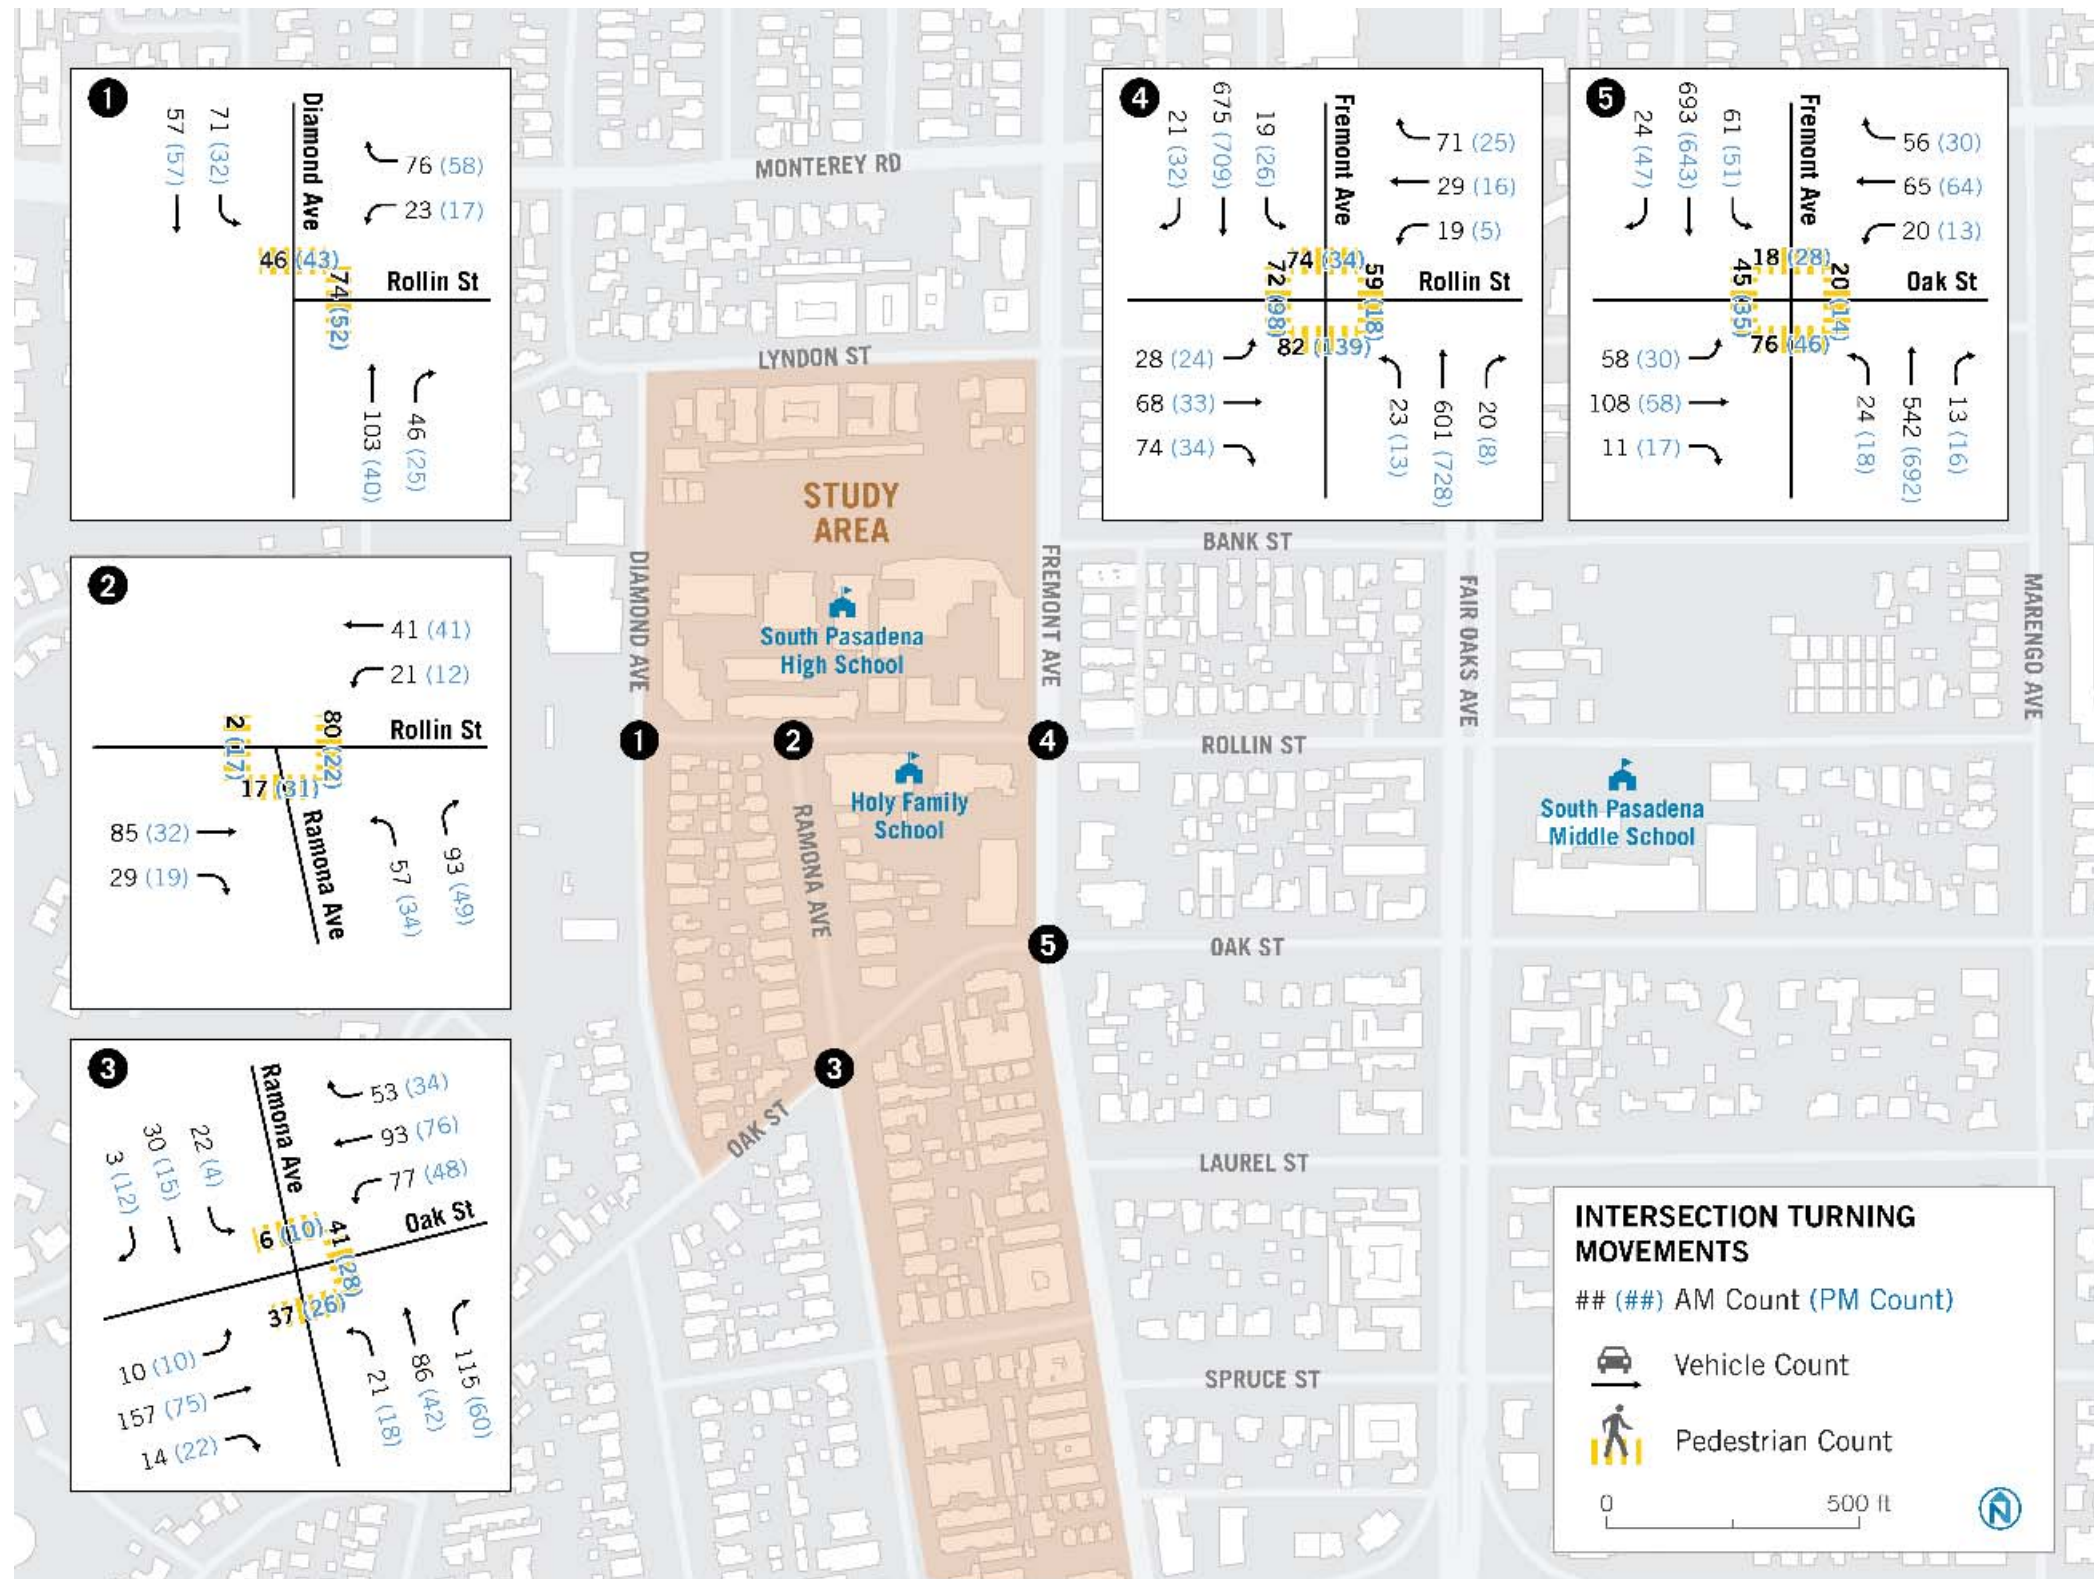 1
Diamond Ave
57 (57)
71 (32)
76 (58)
23 (17)
46 (43)
74 (52)
Rollin St
103 (40)
46 (25)
2
41 (41)
21 (12)
2 (17)
80 (22)
Rollin St
17 (31)
Ramona Ave
85 (32)
29 (19)
57 (34)
93 (49)
3
Ramona Ave
3 (12)
30 (15)
22 (4)
53 (34)
93 (76)
77 (48)
Oak St
6 (10)
41 (28)
37 (26)
10 (10)
157 (75)
14 (22)
21 (18)
86 (42)
115 (60)
4
Fremont Ave
21 (32)
675 (709)
19 (26)
71 (25)
29 (16)
19 (5)
74 (34)
72 (98)
59 (18)
82 (139)
Rollin St
28 (24)
68 (33)
74 (34)
23 (13)
601 (728)
20 (8)
5
Fremont Ave
24 (47)
693 (643)
61 (51)
56 (30)
65 (64)
20 (13)
18 (28)
45 (35)
20 (14)
76 (46)
Oak St
58 (30)
108 (58)
11 (17)
24 (18)
542 (692)
13 (16)
MONTEREY RD
LYNDON ST
STUDY
AREA
BANK ST
DIAMOND AVE
FREMONT AVE
FAIR OAKS AVE
MARENGO AVE
South Pasadena
High School
1
2
4
ROLLIN ST
Holy Family
School
RAMONA AVE
South Pasadena
Middle School
5
OAK ST
3
OAK ST
LAUREL ST
SPRUCE ST
INTERSECTION TURNING
MOVEMENTS
## (##) AM Count (PM Count)
Vehicle Count
Pedestrian Count
0
500 ft
N